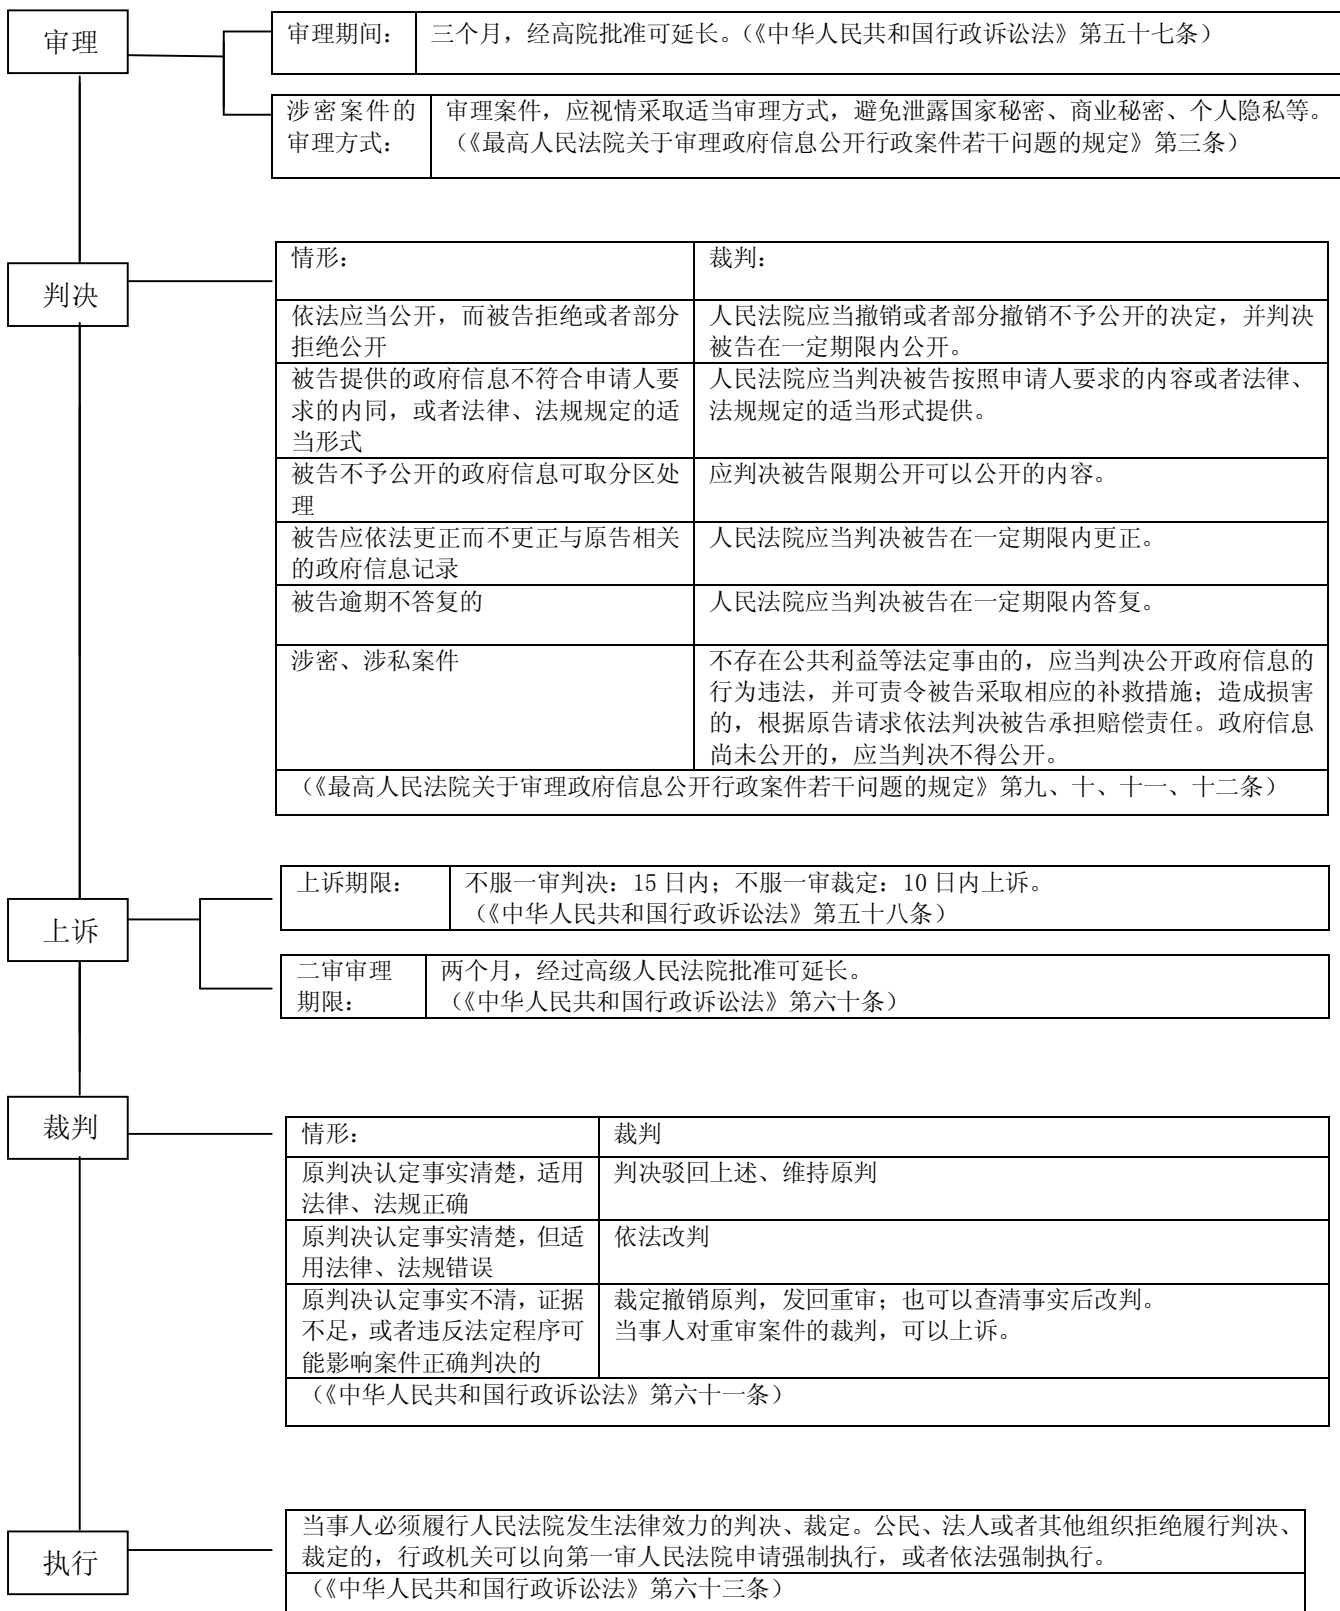 审理
审理期间：
三个月，经高院批准可延长。（《中华人民共和国行政诉讼法》第五十七条）
涉密案件的
审理方式：
审理案件，应视情采取适当审理方式，避免泄露国家秘密、商业秘密、个人隐私等。
（《最高人民法院关于审理政府信息公开行政案件若干问题的规定》第三条）
判决
情形：
裁判：
依法应当公开，而被告拒绝或者部分
拒绝公开
人民法院应当撤销或者部分撤销不予公开的决定，并判决
被告在一定期限内公开。
被告提供的政府信息不符合申请人要
求的内同，或者法律、法规规定的适
当形式
人民法院应当判决被告按照申请人要求的内容或者法律、
法规规定的适当形式提供。
被告不予公开的政府信息可取分区处
理
应判决被告限期公开可以公开的内容。
被告应依法更正而不更正与原告相关
的政府信息记录
人民法院应当判决被告在一定期限内更正。
被告逾期不答复的
人民法院应当判决被告在一定期限内答复。
涉密、涉私案件
不存在公共利益等法定事由的，应当判决公开政府信息的
行为违法，并可责令被告采取相应的补救措施；造成损害
的，根据原告请求依法判决被告承担赔偿责任。政府信息
尚未公开的，应当判决不得公开。
（《最高人民法院关于审理政府信息公开行政案件若干问题的规定》第九、十、十一、十二条）
上诉
上诉期限：
不服一审判决：15 日内；不服一审裁定：10 日内上诉。
（《中华人民共和国行政诉讼法》第五十八条）
二审审理
期限：
两个月，经过高级人民法院批准可延长。
（《中华人民共和国行政诉讼法》第六十条）
裁判
情形：
裁判
原判决认定事实清楚，适用
法律、法规正确
判决驳回上述、维持原判
原判决认定事实清楚，但适
用法律、法规错误
依法改判
原判决认定事实不清，证据
不足，或者违反法定程序可
能影响案件正确判决的
裁定撤销原判，发回重审；也可以查清事实后改判。
当事人对重审案件的裁判，可以上诉。
（《中华人民共和国行政诉讼法》第六十一条）
执行
当事人必须履行人民法院发生法律效力的判决、裁定。公民、法人或者其他组织拒绝履行判决、
裁定的，行政机关可以向第一审人民法院申请强制执行，或者依法强制执行。
（《中华人民共和国行政诉讼法》第六十三条）